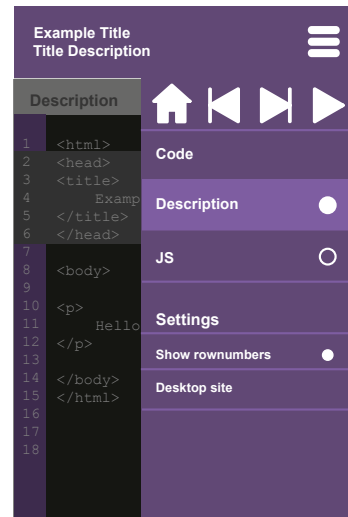 Example Title
Title Description
Description
1 <html>
2 <head>
3 <title>
4 Examp
5 </title>
6 </head>
7
8 <body>
9
10 <p>
11 Hello
12 </p>
13
14 </body>
15 </html>
16
17
18
Code
Description
JS
Settings
Show rownumbers
Desktop site